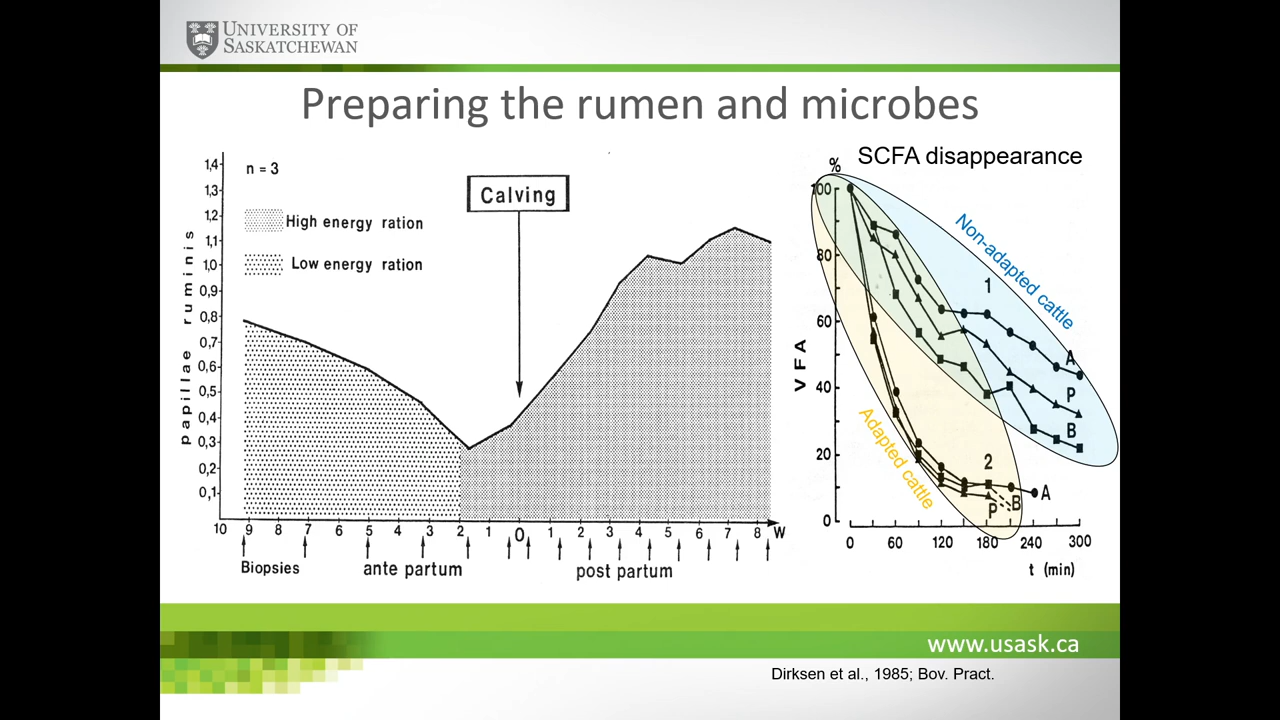 UNIVERSITY OF
SASKATCHEWAN
Preparing the rumen and microbes
papillae ruminis
1,4
1,3
1,2
1,1
1,0
0,9
0,8
0,7
0,6
0,5
0,4
0,3
0,2
0,1
n = 3
High energy ration
Low energy ration
Calving
10 9 8 7 6 5 4 3 2 1 0 1 2 3 4 5 6 7 8 W
Biopsies ante partum post partum
SCFA disappearance
%
VFA
100
80
60
40
20
0
Non-adapted cattle
1
A
P
B
Adapted cattle
2
A
B
P
0 60 120 180 240 300
t (min)
www.usask.ca
Dirksen et al., 1985; Bov. Pract.